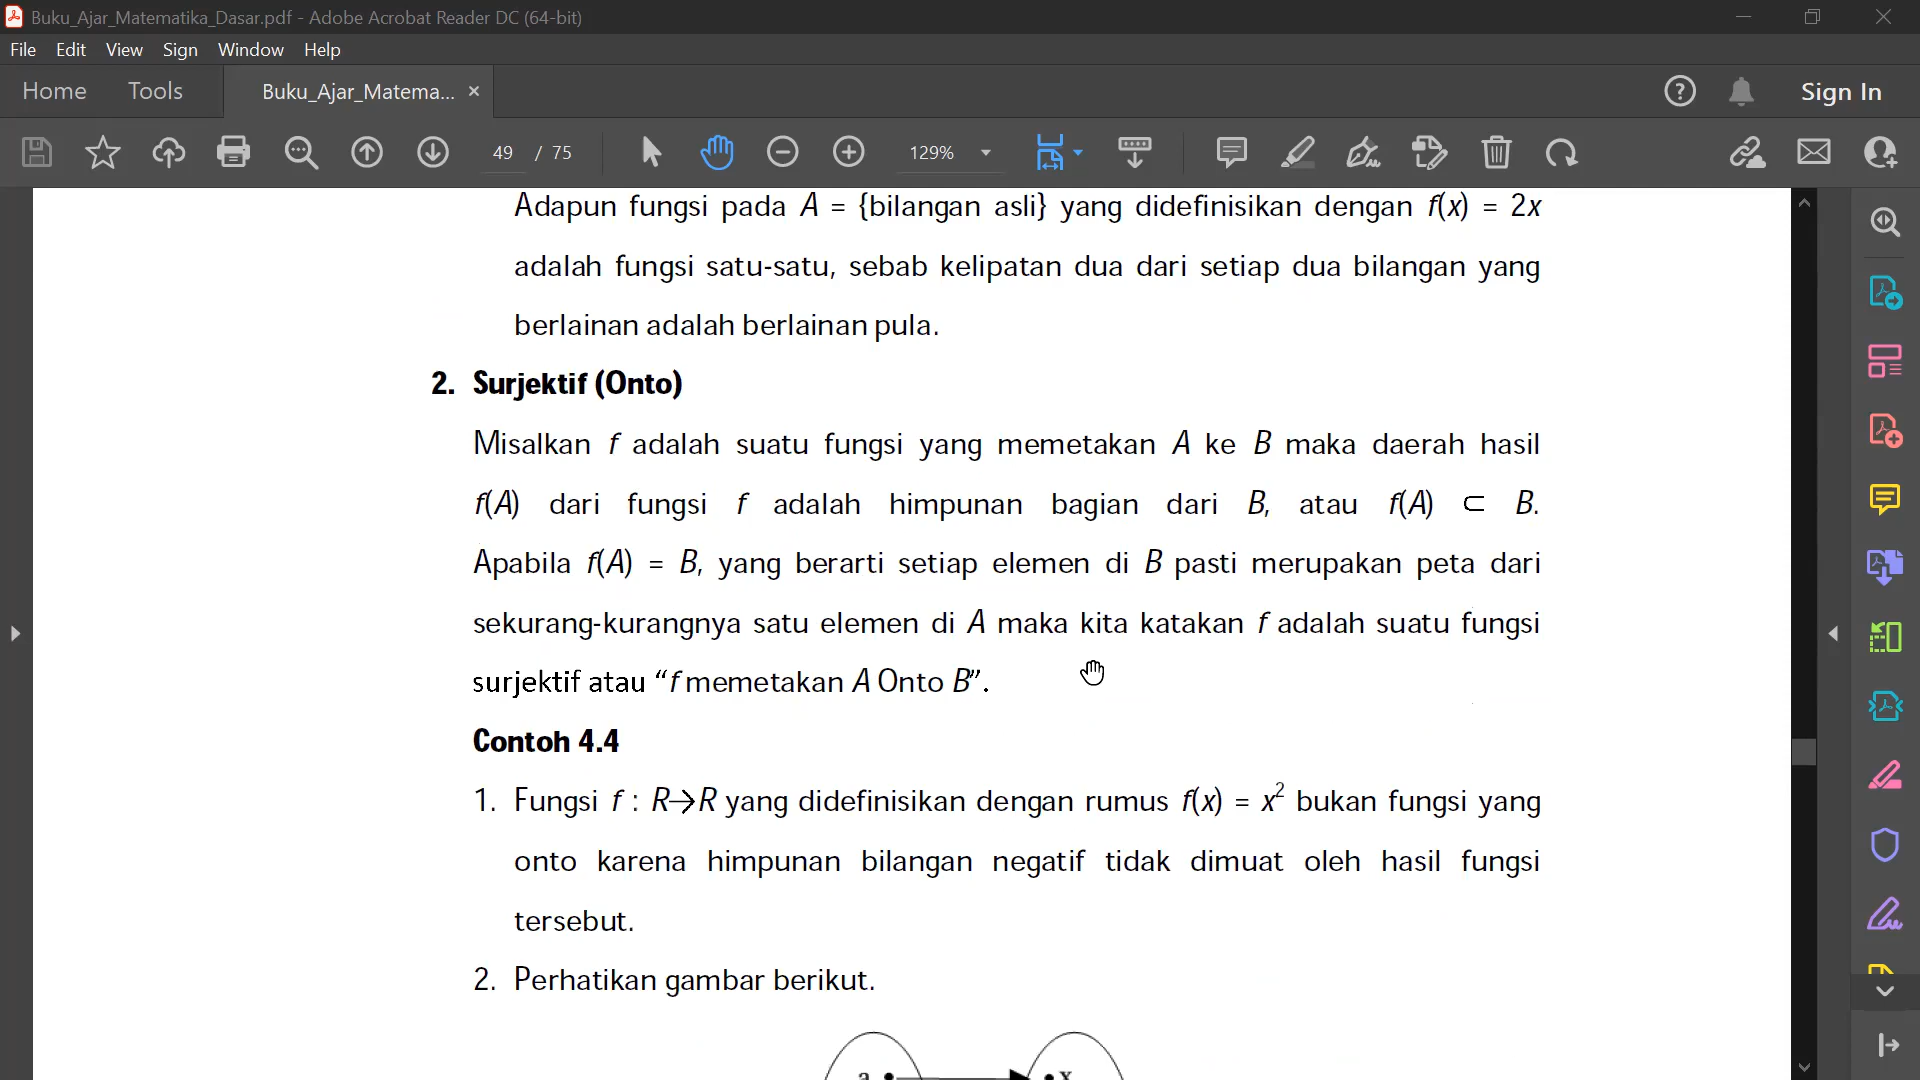 Buku_Ajar_Matematika_Dasar.pdf - Adobe Acrobat Reader DC (64-bit)
File Edit View Sign Window Help
Home Tools Buku_Ajar_Matema... × Sign In
49 / 75 129%
Adapun fungsi pada A = {bilangan asli} yang didefinisikan dengan f(x) = 2x
adalah fungsi satu-satu, sebab kelipatan dua dari setiap dua bilangan yang
berlainan adalah berlainan pula.
2. Surjektif (Onto)
Misalkan f adalah suatu fungsi yang memetakan A ke B maka daerah hasil
f(A) dari fungsi f adalah himpunan bagian dari B, atau f(A) ⊂ B.
Apabila f(A) = B, yang berarti setiap elemen di B pasti merupakan peta dari
sekurang-kurangnya satu elemen di A maka kita katakan f adalah suatu fungsi
surjektif atau “f memetakan A Onto B”.
Contoh 4.4
1. Fungsi f : R→R yang didefinisikan dengan rumus f(x) = x² bukan fungsi yang
onto karena himpunan bilangan negatif tidak dimuat oleh hasil fungsi
tersebut.
2. Perhatikan gambar berikut.
a x